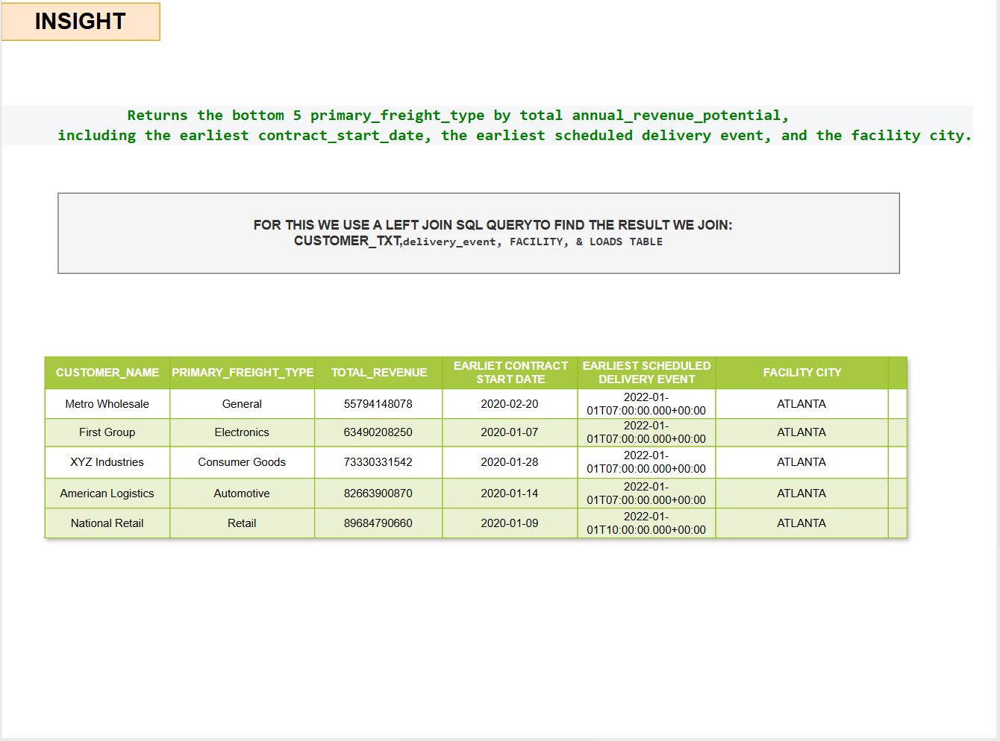 INSIGHT
Returns the bottom 5 primary_freight_type by total annual_revenue_potential,
including the earliest contract_start_date, the earliest scheduled delivery event, and the facility city.
FOR THIS WE USE A LEFT JOIN SQL QUERYTO FIND THE RESULT WE JOIN:
CUSTOMER_TXT,delivery_event, FACILITY, & LOADS TABLE
CUSTOMER_NAME PRIMARY_FREIGHT_TYPE TOTAL_REVENUE EARLIET CONTRACT START DATE EARLIEST SCHEDULED DELIVERY EVENT FACILITY CITY
Metro Wholesale General 55794148078 2020-02-20 2022-01-01T07:00:00.000+00:00 ATLANTA
First Group Electronics 63490208250 2020-01-07 2022-01-01T07:00:00.000+00:00 ATLANTA
XYZ Industries Consumer Goods 73330331542 2020-01-28 2022-01-01T07:00:00.000+00:00 ATLANTA
American Logistics Automotive 82663900870 2020-01-14 2022-01-01T07:00:00.000+00:00 ATLANTA
National Retail Retail 89684790660 2020-01-09 2022-01-01T10:00:00.000+00:00 ATLANTA